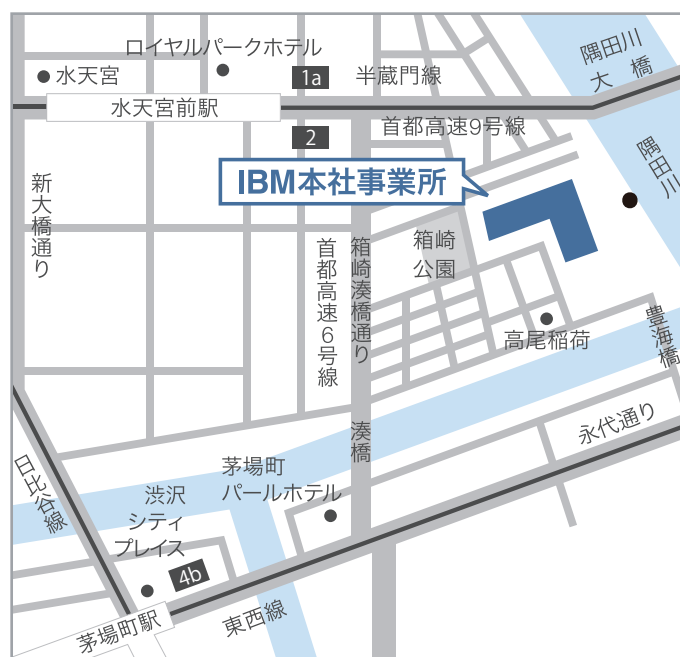 ロイヤルパークホテル
水天宮
1a
半蔵門線
隅田川
大橋
水天宮前駅
首都高速9号線
2
隅田川
IBM本社事業所
新大橋通り
箱崎
公園
首都高速6号線
箱崎湊橋通り
高尾稲荷
豊海橋
湊橋
永代通り
日比谷線
茅場町
パールホテル
渋沢
シティ
プレイス
4b
東西線
茅場町駅